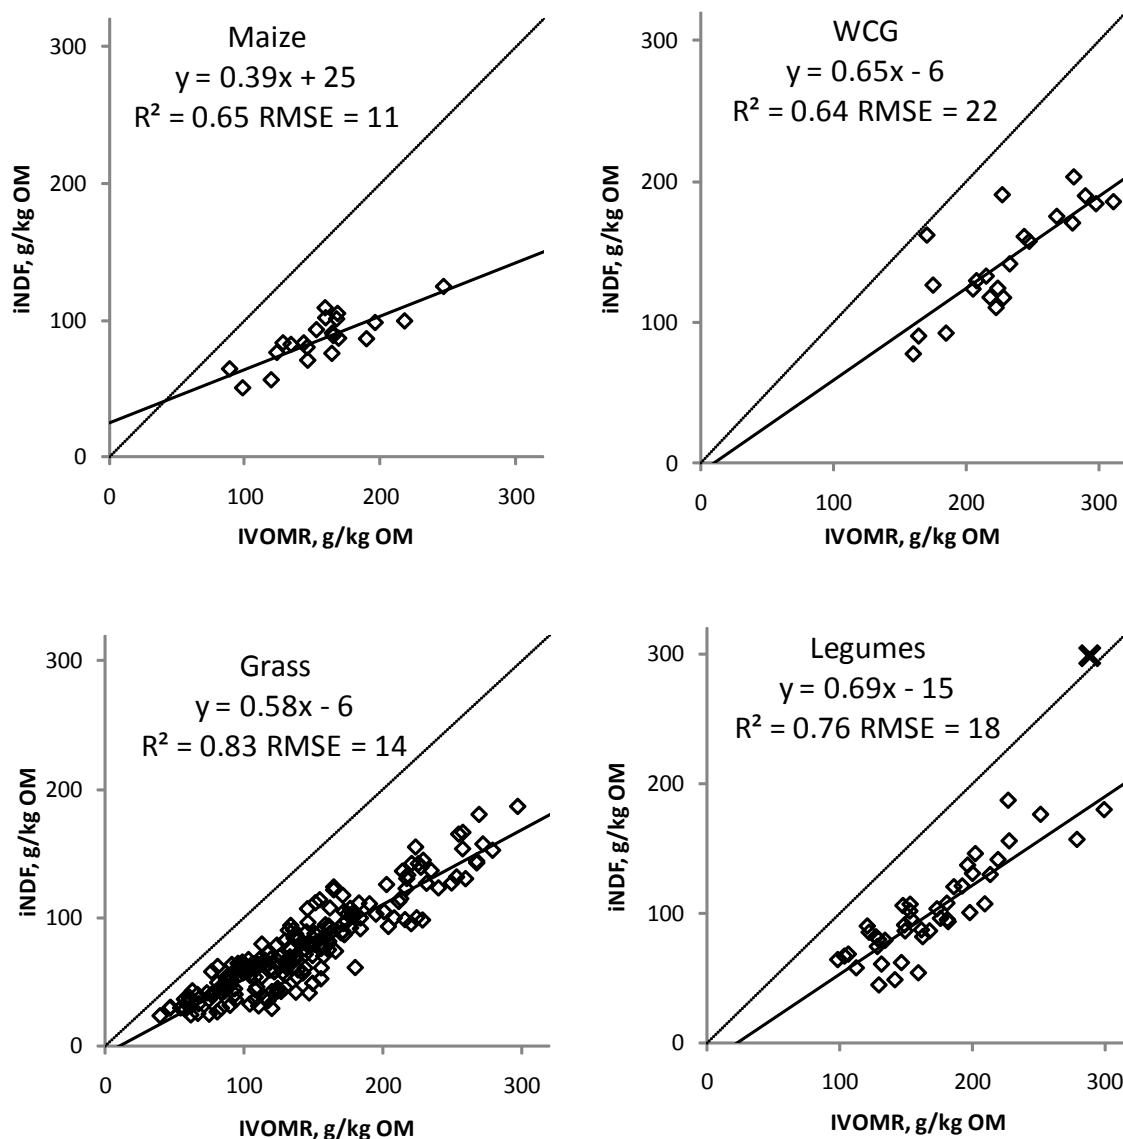 Maize
y = 0.39x + 25
R² = 0.65 RMSE = 11
300
200
100
0
iNDF, g/kg OM
0 100 200 300
IVOMR, g/kg OM
WCG
y = 0.65x - 6
R² = 0.64 RMSE = 22
300
200
100
0
iNDF, g/kg OM
0 100 200 300
IVOMR, g/kg OM
Grass
y = 0.58x - 6
R² = 0.83 RMSE = 14
300
200
100
0
iNDF, g/kg OM
0 100 200 300
IVOMR, g/kg OM
Legumes
y = 0.69x - 15
R² = 0.76 RMSE = 18
300
200
100
0
iNDF, g/kg OM
0 100 200 300
IVOMR, g/kg OM